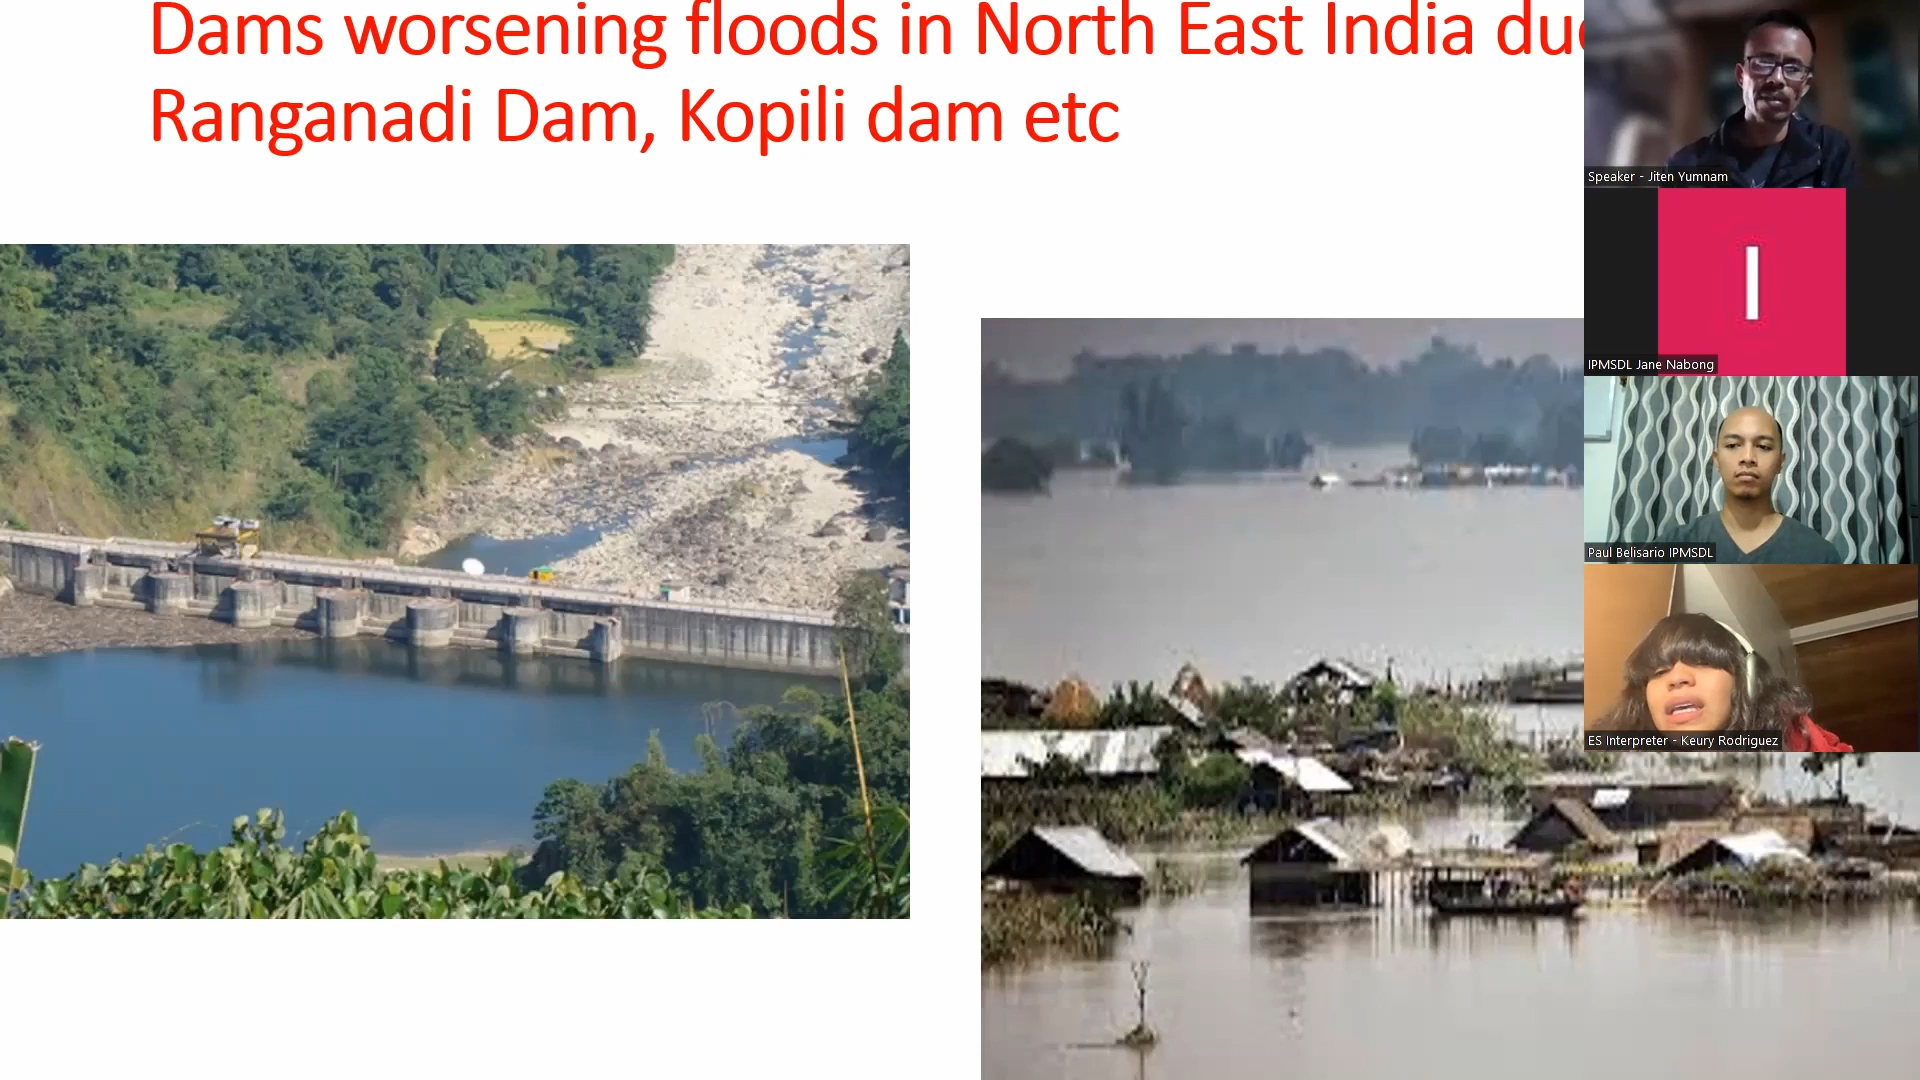 Dams worsening floods in North East India
Ranganadi Dam, Kopili dam etc
Speaker - Jiten Yumnam
I
IPMSDL Jane Nabong
Paul Belisario IPMSDL
ES Interpreter - Keury Rodriguez